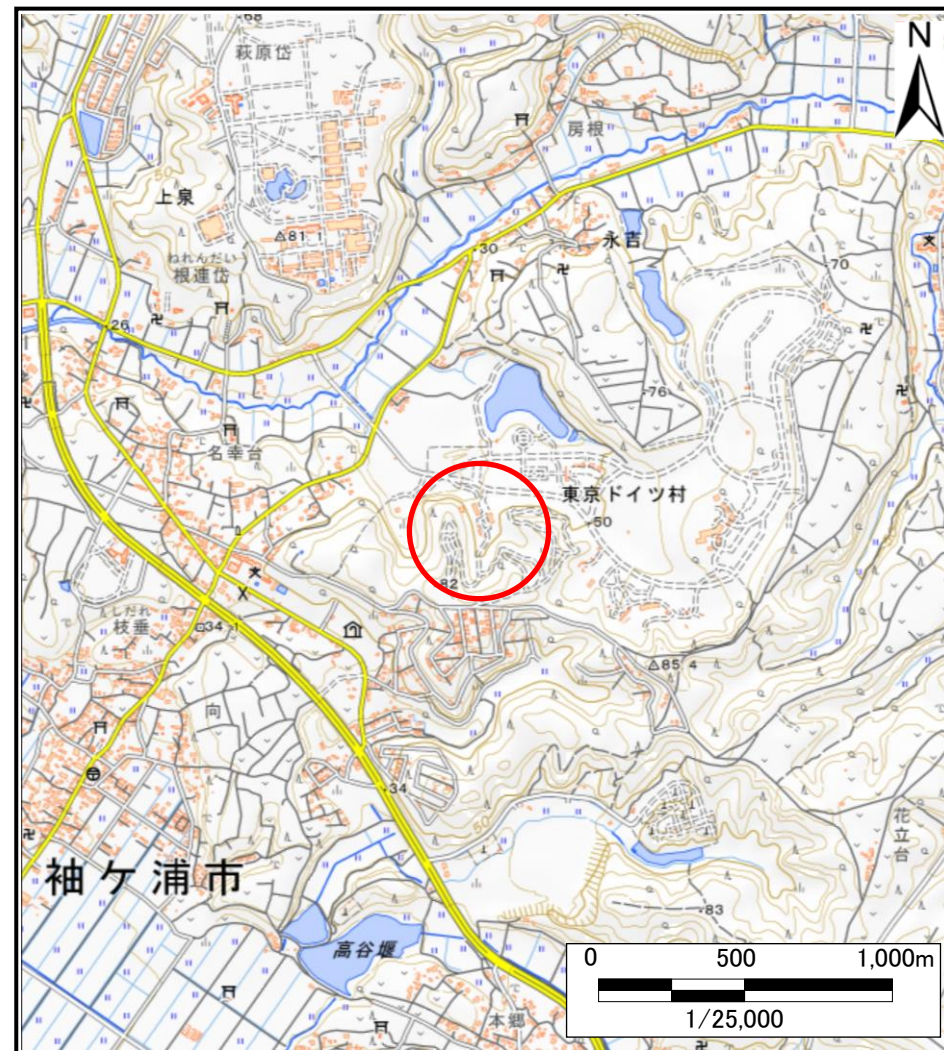 68
萩原岱
N
房根
上泉
81 1
30
永吉
ねれんだい
根連岱
70
26
76
名幸台
東京ドイツ村
50
82
しだれ
枝垂
34
85 4
向
34
50
花立台
袖ケ浦市
83
高谷堰
本郷
0 500 1,000m
1/25,000